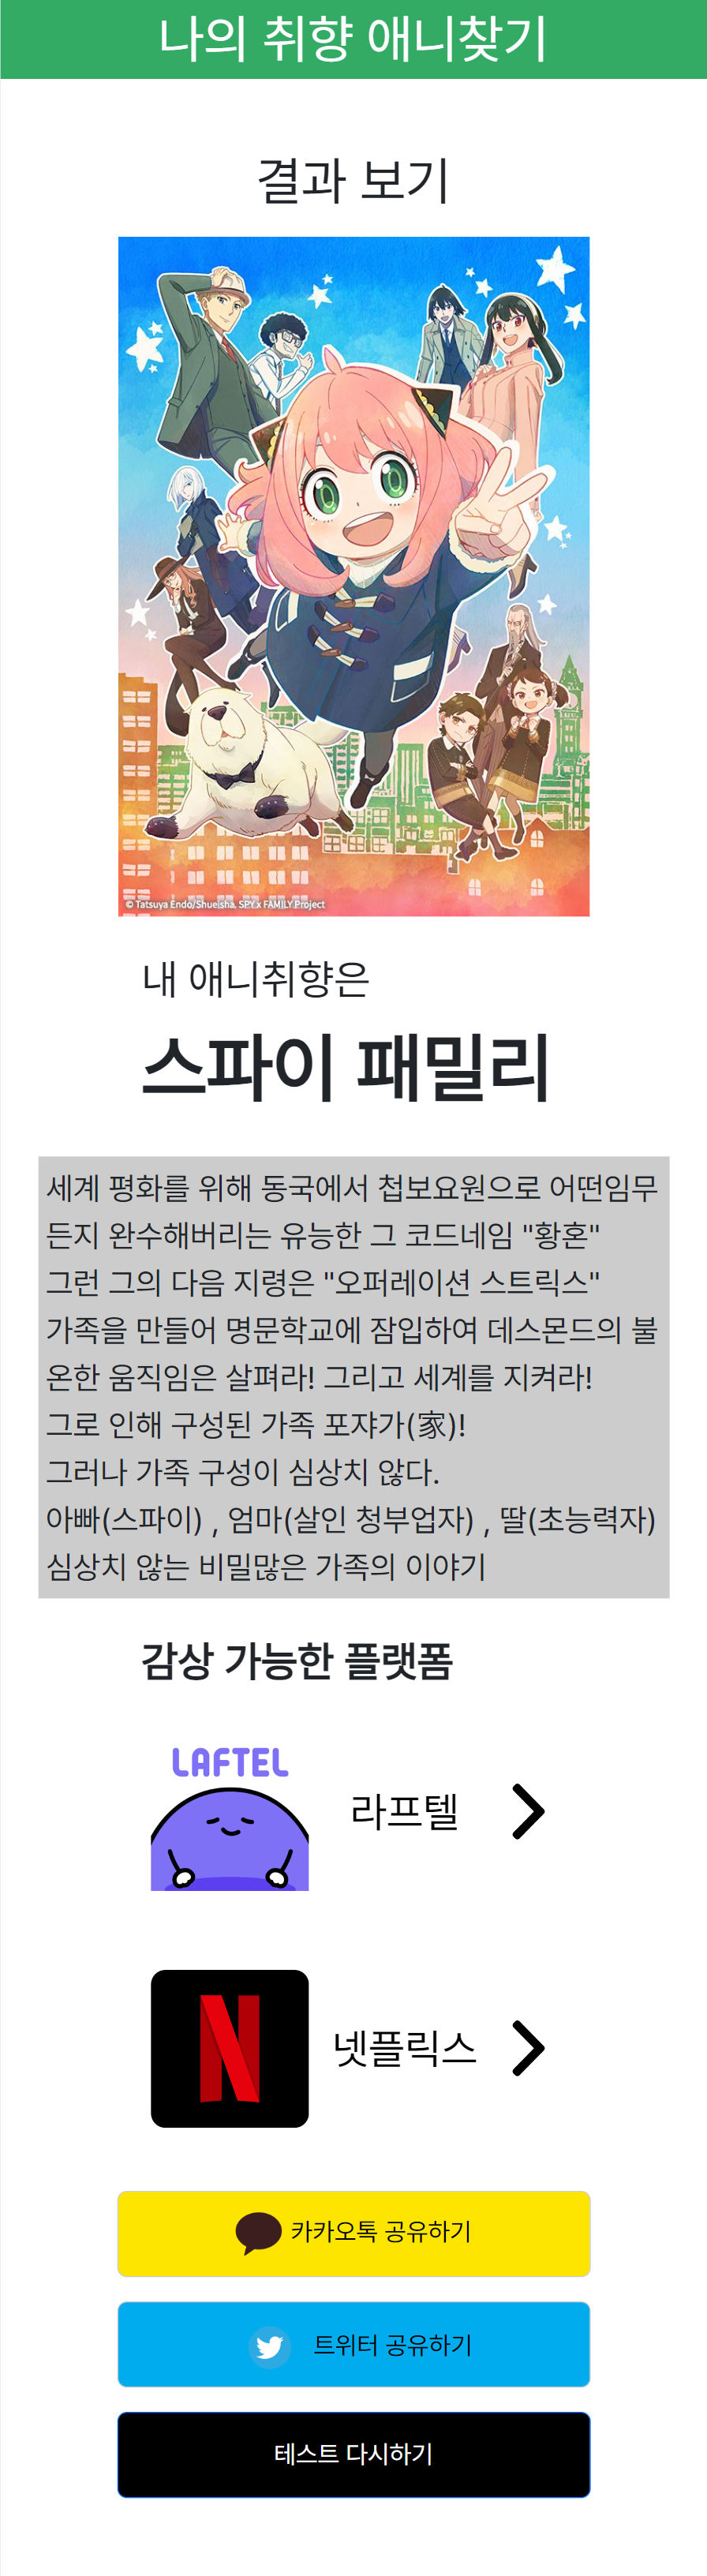 나의 취향 애니찾기
결과 보기
© Tatsuya Endo/Shueisha, SPY x FAMILY Project
내 애니취향은
스파이 패밀리
세계 평화를 위해 동국에서 첩보요원으로 어떤임무
든지 완수해버리는 유능한 그 코드네임 "황혼"
그런 그의 다음 지령은 "오퍼레이션 스트릭스"
가족을 만들어 명문학교에 잠입하여 데스몬드의 불
온한 움직임은 살펴라! 그리고 세계를 지켜라!
그로 인해 구성된 가족 포쟈가(家)!
그러나 가족 구성이 심상치 않다.
아빠(스파이) , 엄마(살인 청부업자) , 딸(초능력자)
심상치 않는 비밀많은 가족의 이야기
감상 가능한 플랫폼
LAFTEL
라프텔
N
넷플릭스
카카오톡 공유하기
트위터 공유하기
테스트 다시하기